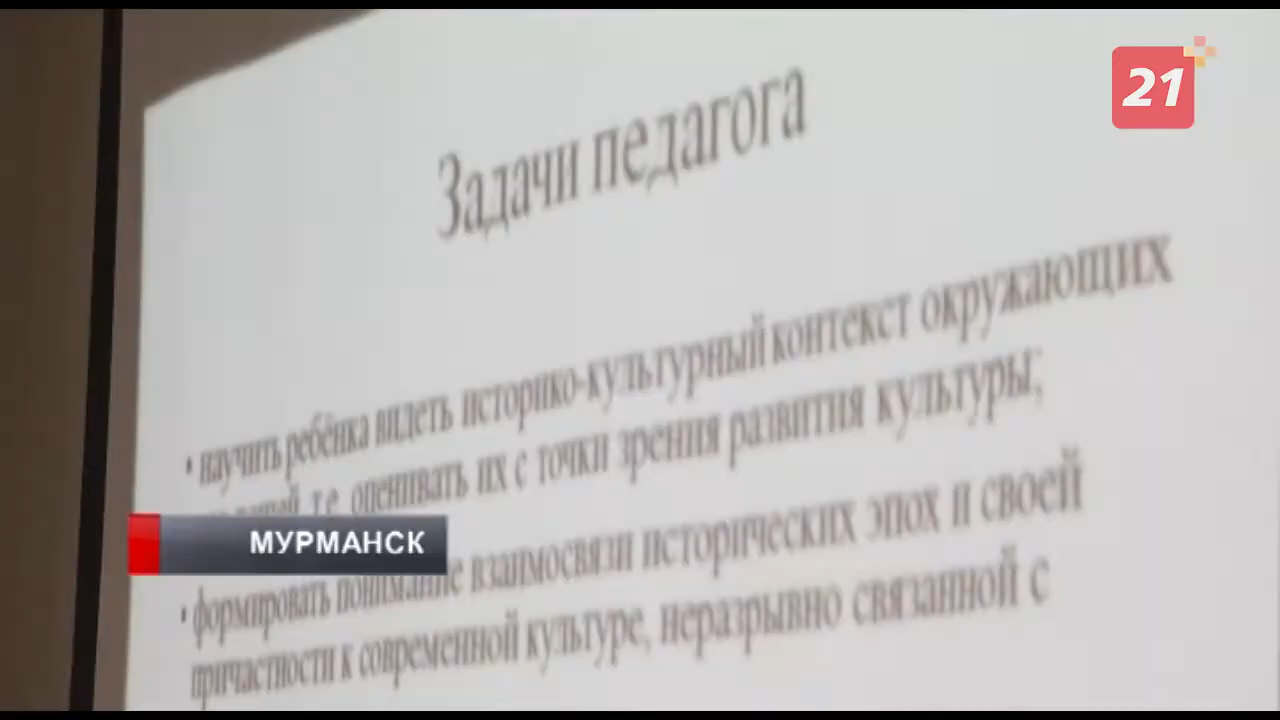 21
Задачи педагога
• научить ребёнка видеть историко-культурный контекст окружающих
т.е. оценивать их с точки зрения развития культуры;
МУРМАНСК
• формировать понимание взаимосвязи исторических эпох и своей
причастности к современной культуре, неразрывно связанной с